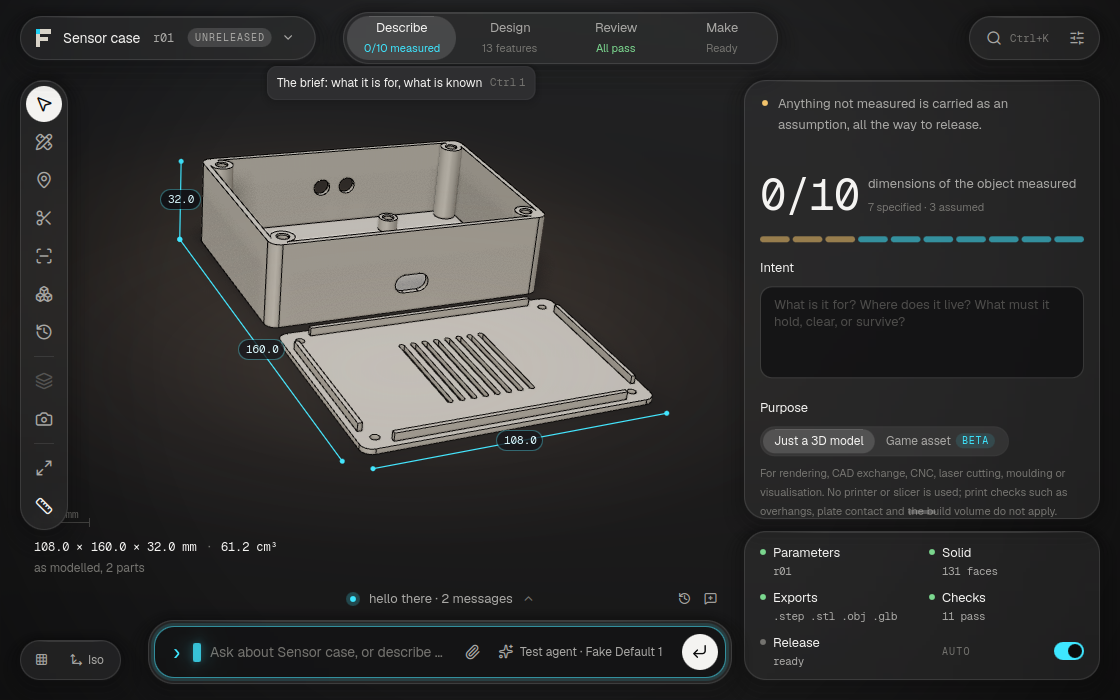 Sensor case r01 UNRELEASED
Describe
0/10 measured
Design
13 features
Review
All pass
Make
Ready
Ctrl+K
The brief: what it is for, what is known Ctrl 1
32.0
160.0
108.0
mm
108.0 × 160.0 × 32.0 mm · 61.2 cm³
as modelled, 2 parts
Iso
hello there · 2 messages
Ask about Sensor case, or describe …
Test agent · Fake Default 1
Anything not measured is carried as an
assumption, all the way to release.
0/10
dimensions of the object measured
7 specified · 3 assumed
Intent
What is it for? Where does it live? What must it
hold, clear, or survive?
Purpose
Just a 3D model
Game asset BETA
For rendering, CAD exchange, CNC, laser cutting, moulding or
visualisation. No printer or slicer is used; print checks such as
overhangs, plate contact and the build volume do not apply.
Parameters
r01
Solid
131 faces
Exports
.step .stl .obj .glb
Checks
11 pass
Release
ready
AUTO